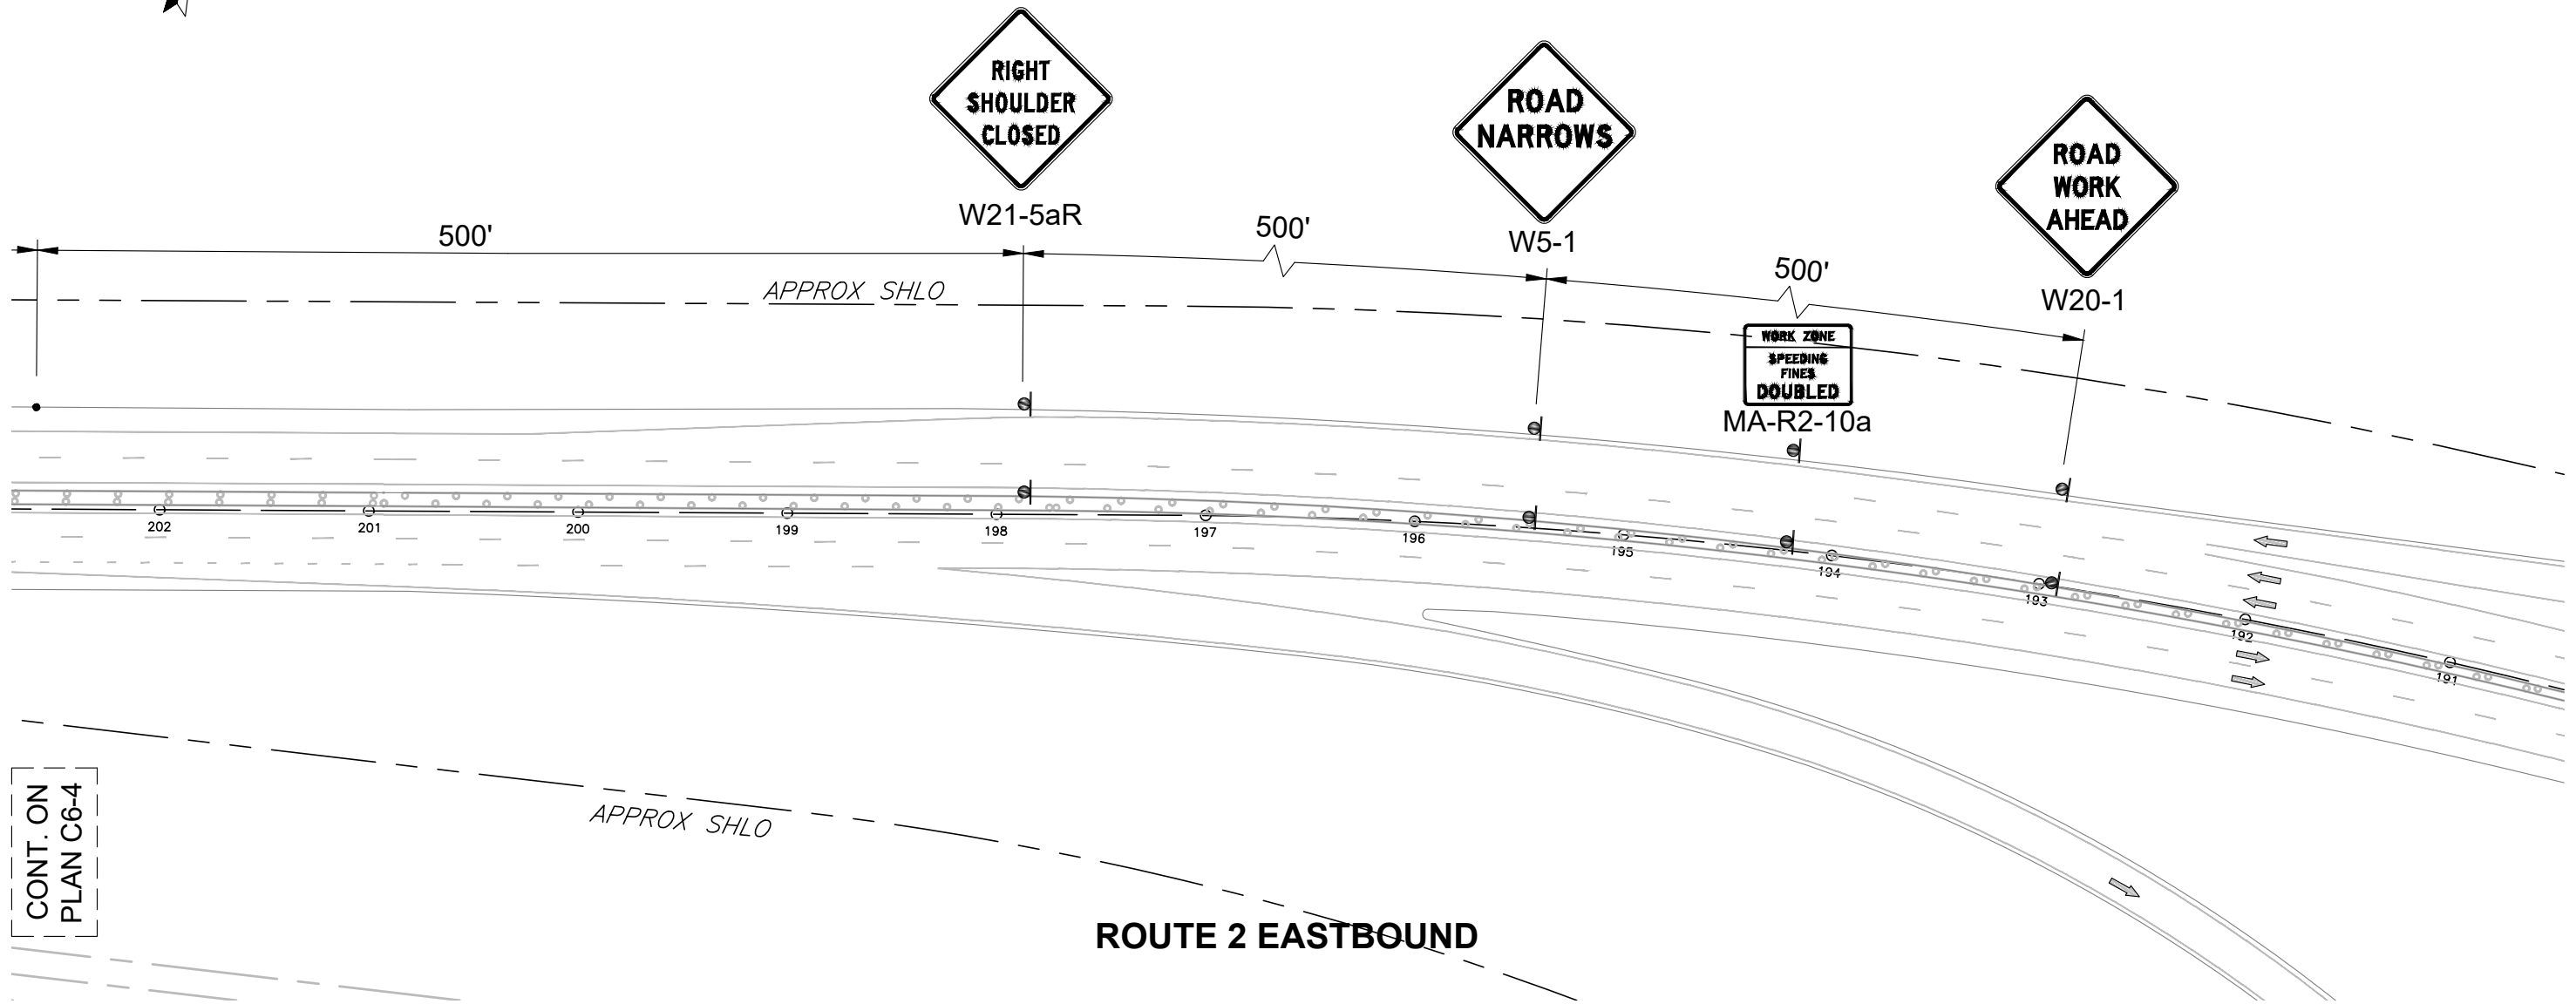 RIGHT
SHOULDER
CLOSED
W21-5aR
ROAD
NARROWS
W5-1
ROAD
WORK
AHEAD
W20-1
500'
500'
500'
APPROX SHLO
WORK ZONE
SPEEDING
FINES
DOUBLED
MA-R2-10a
202
201
200
199
198
197
196
195
194
193
192
191
CONT. ON
PLAN C6-4
APPROX SHLO
ROUTE 2 EASTBOUND